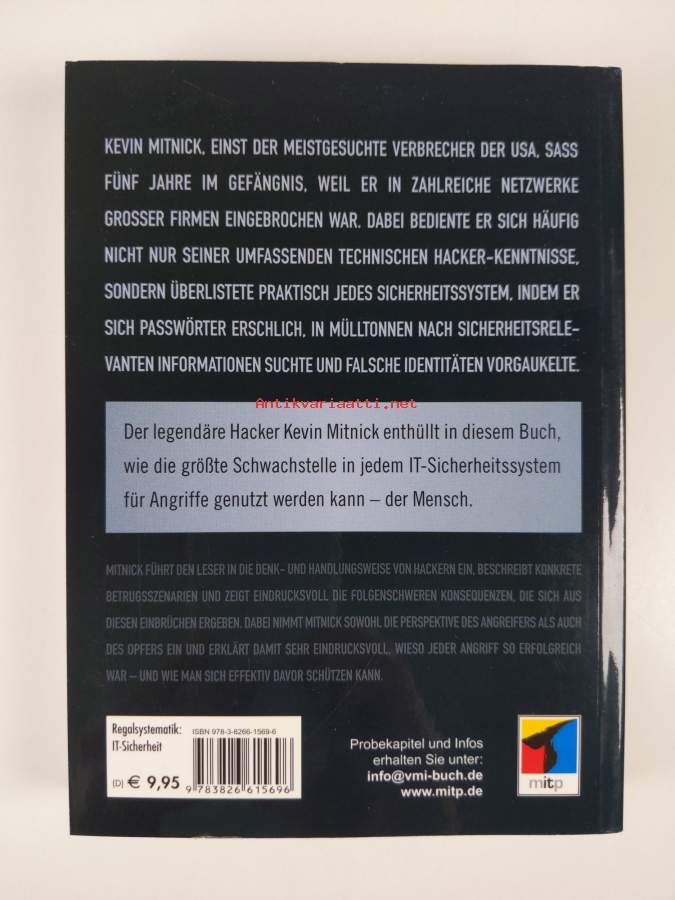 KEVIN MITNICK, EINST DER MEISTGESUCHTE VERBRECHER DER USA, SASS
FÜNF JAHRE IM GEFÄNGNIS, WEIL ER IN ZAHLREICHE NETZWERKE
GROSSER FIRMEN EINGEBROCHEN WAR. DABEI BEDIENTE ER SICH HÄUFIG
NICHT NUR SEINER UMFASSENDEN TECHNISCHEN HACKER-KENNTNISSE,
SONDERN ÜBERLISTETE PRAKTISCH JEDES SICHERHEITSSYSTEM, INDEM ER
SICH PASSWÖRTER ERSCHLICH, IN MÜLLTONNEN NACH SICHERHEITSRELE-
VANTEN INFORMATIONEN SUCHTE UND FALSCHE IDENTITÄTEN VORGAUKELTE.
Antikvariaatti.net
Der legendäre Hacker Kevin Mitnick enthüllt in diesem Buch,
wie die größte Schwachstelle in jedem IT-Sicherheitssystem
für Angriffe genutzt werden kann – der Mensch.
MITNICK FÜHRT DEN LESER IN DIE DENK- UND HANDLUNGSWEISE VON HACKERN EIN, BESCHREIBT KONKRETE
BETRUGSSZENARIEN UND ZEIGT EINDRUCKSVOLL DIE FOLGENSCHWEREN KONSEQUENZEN, DIE SICH AUS
DIESEN EINBRÜCHEN ERGEBEN. DABEI NIMMT MITNICK SOWOHL DIE PERSPEKTIVE DES ANGREIFERS ALS AUCH
DES OPFERS EIN UND ERKLÄRT DAMIT SEHR EINDRUCKSVOLL, WIESO JEDER ANGRIFF SO ERFOLGREICH
WAR – UND WIE MAN SICH EFFEKTIV DAVOR SCHÜTZEN KANN.
Regalsystematik:
IT-Sicherheit
(D) € 9,95
ISBN 978-3-8266-1569-6
9 783826 615696
Probekapitel und Infos
erhalten Sie unter:
info@vmi-buch.de
www.mitp.de
mitp